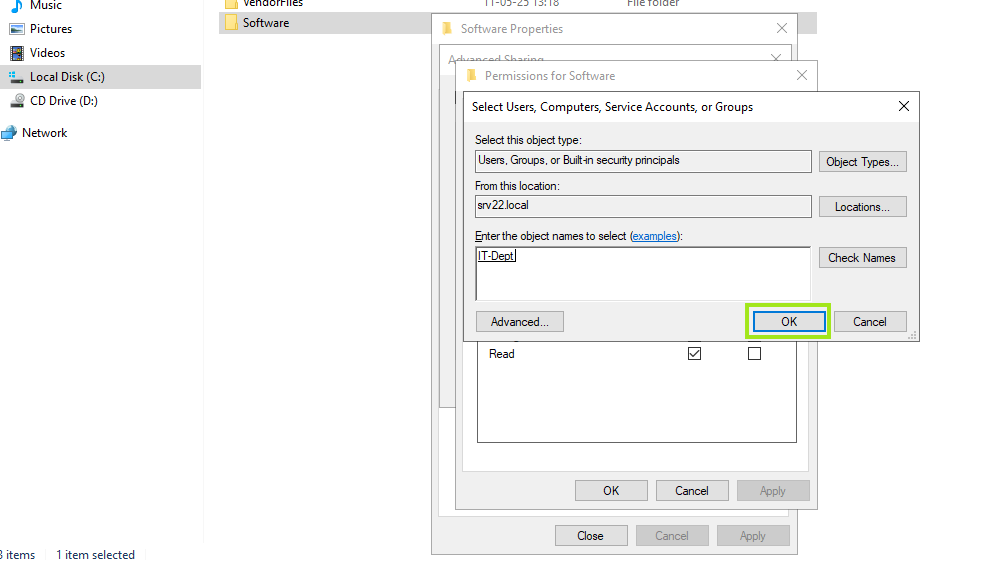 Music
Pictures
Videos
Local Disk (C:)
CD Drive (D:)
Network
VendorFiles 11-05-25 13:18 File folder
Software
Software Properties
Advanced Sharing
Permissions for Software
Select Users, Computers, Service Accounts, or Groups
Select this object type:
Users, Groups, or Built-in security principals
Object Types...
From this location:
srv22.local
Locations...
Enter the object names to select (examples):
IT-Dept
Check Names
Advanced...
OK
Cancel
Read
OK
Cancel
Apply
Close
Cancel
Apply
3 items
1 item selected